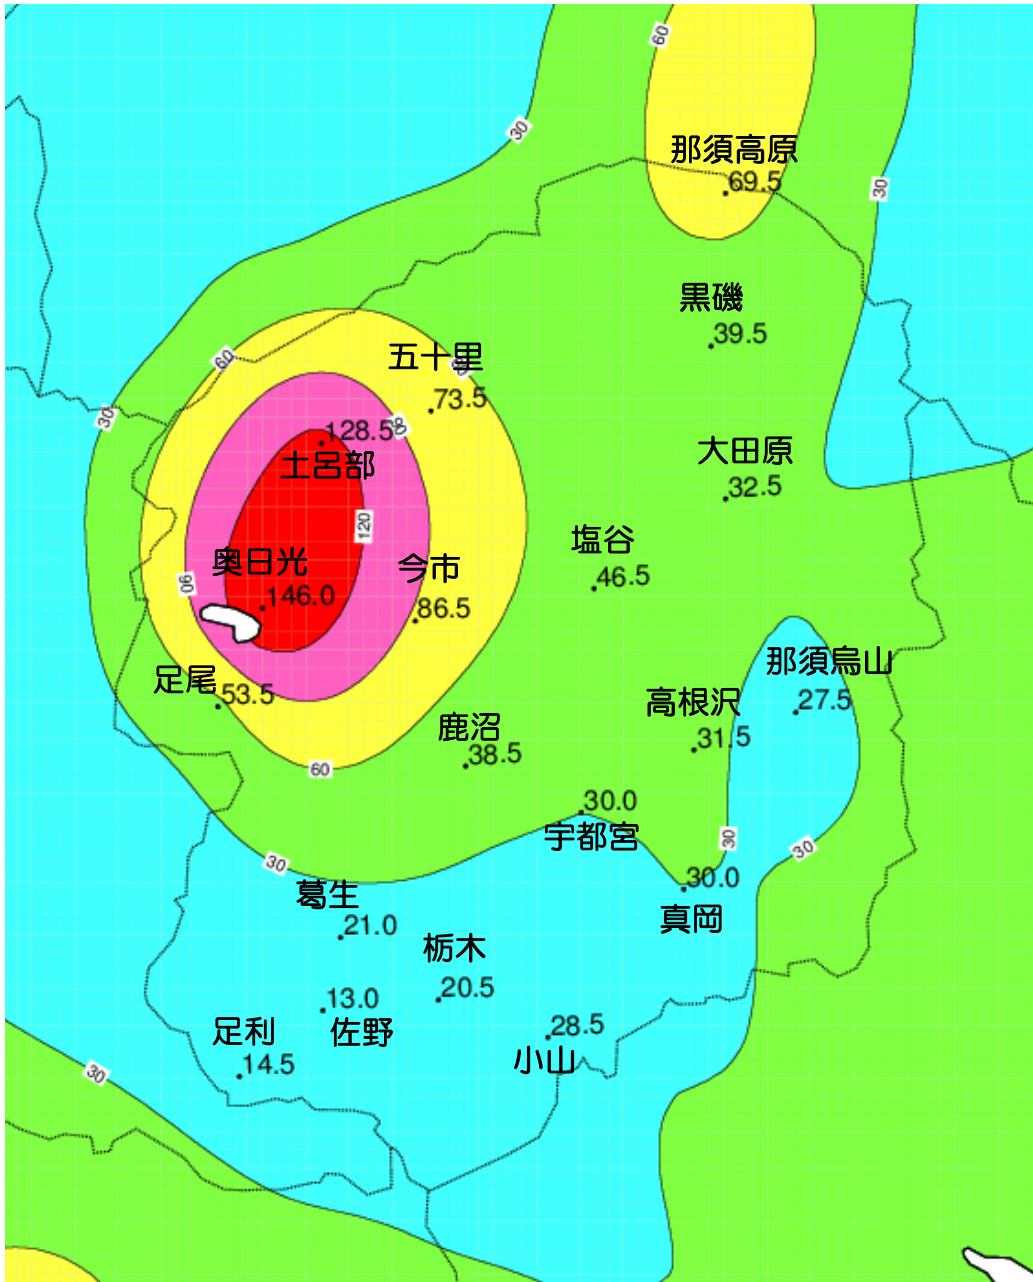 60
30
那須高原
69.5
30
黒磯
39.5
60
五十里
73.5
30
128.5
土呂部
大田原
32.5
120
塩谷
46.5
奥日光
146.0
90
今市
86.5
足尾
53.5
那須烏山
27.5
高根沢
31.5
鹿沼
38.5
60
30.0
宇都宮
30
30
30
30.0
真岡
葛生
21.0
栃木
20.5
13.0
佐野
足利
14.5
28.5
小山
30